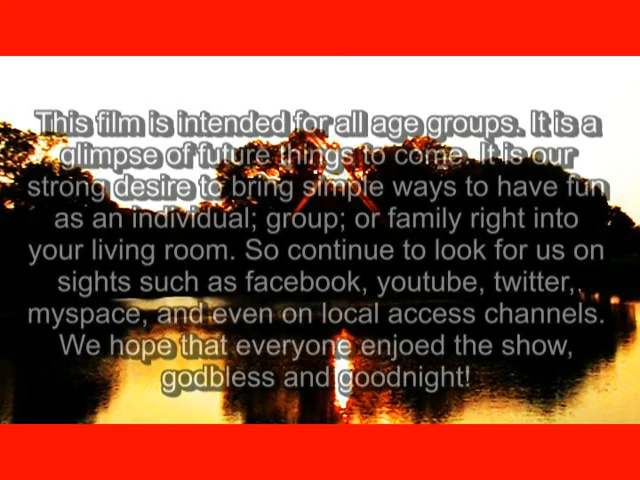 This film is intended for all age groups. It is a
glimpse of future things to come. It is our
strong desire to bring simple ways to have fun
as an individual; group; or family right into
your living room. So continue to look for us on
sights such as facebook, youtube, twitter,.
myspace, and even on local access channels.
We hope that everyone enjoed the show,
godbless and goodnight!